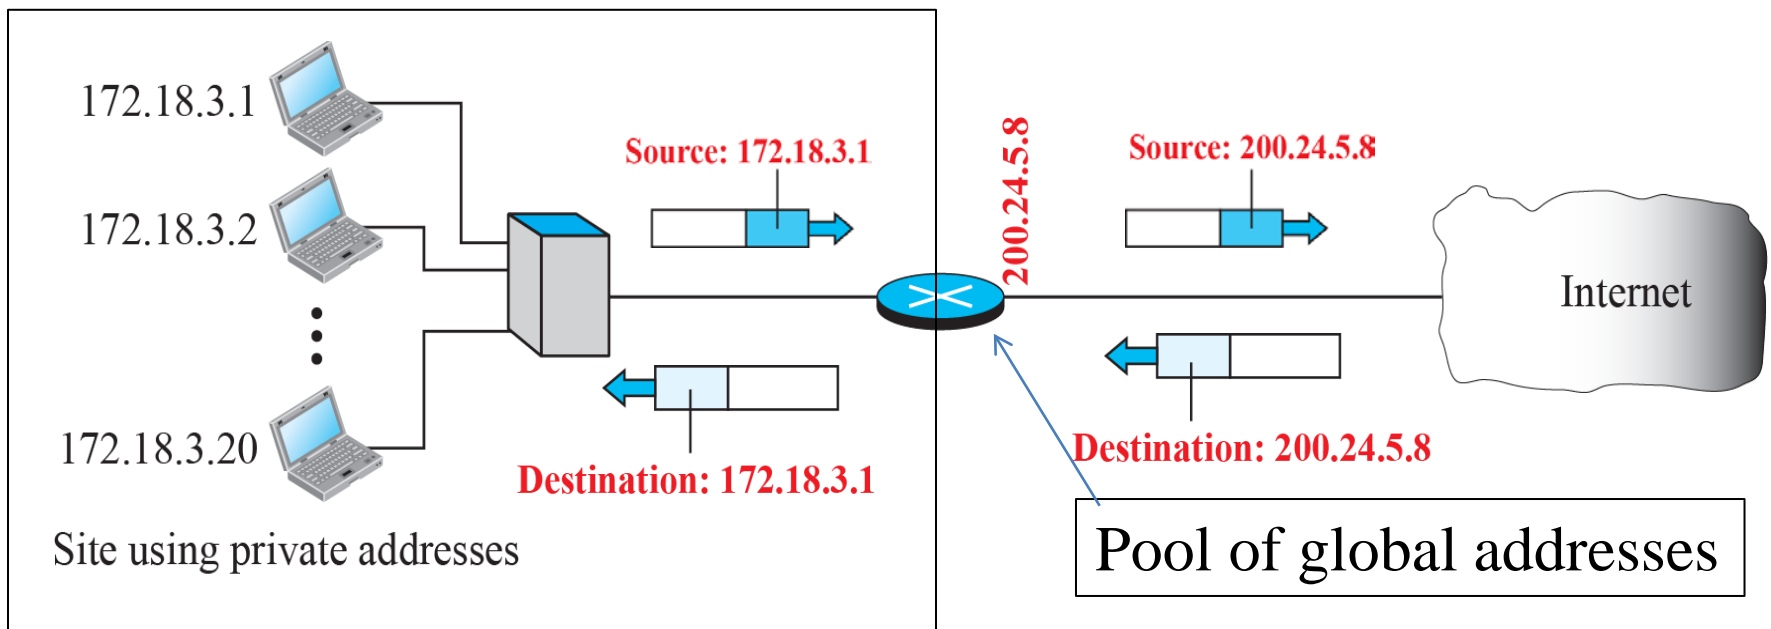 172.18.3.1
172.18.3.2
172.18.3.20
Site using private addresses
Source: 172.18.3.1
Destination: 172.18.3.1
200.24.5.8
Source: 200.24.5.8
Destination: 200.24.5.8
Internet
Pool of global addresses